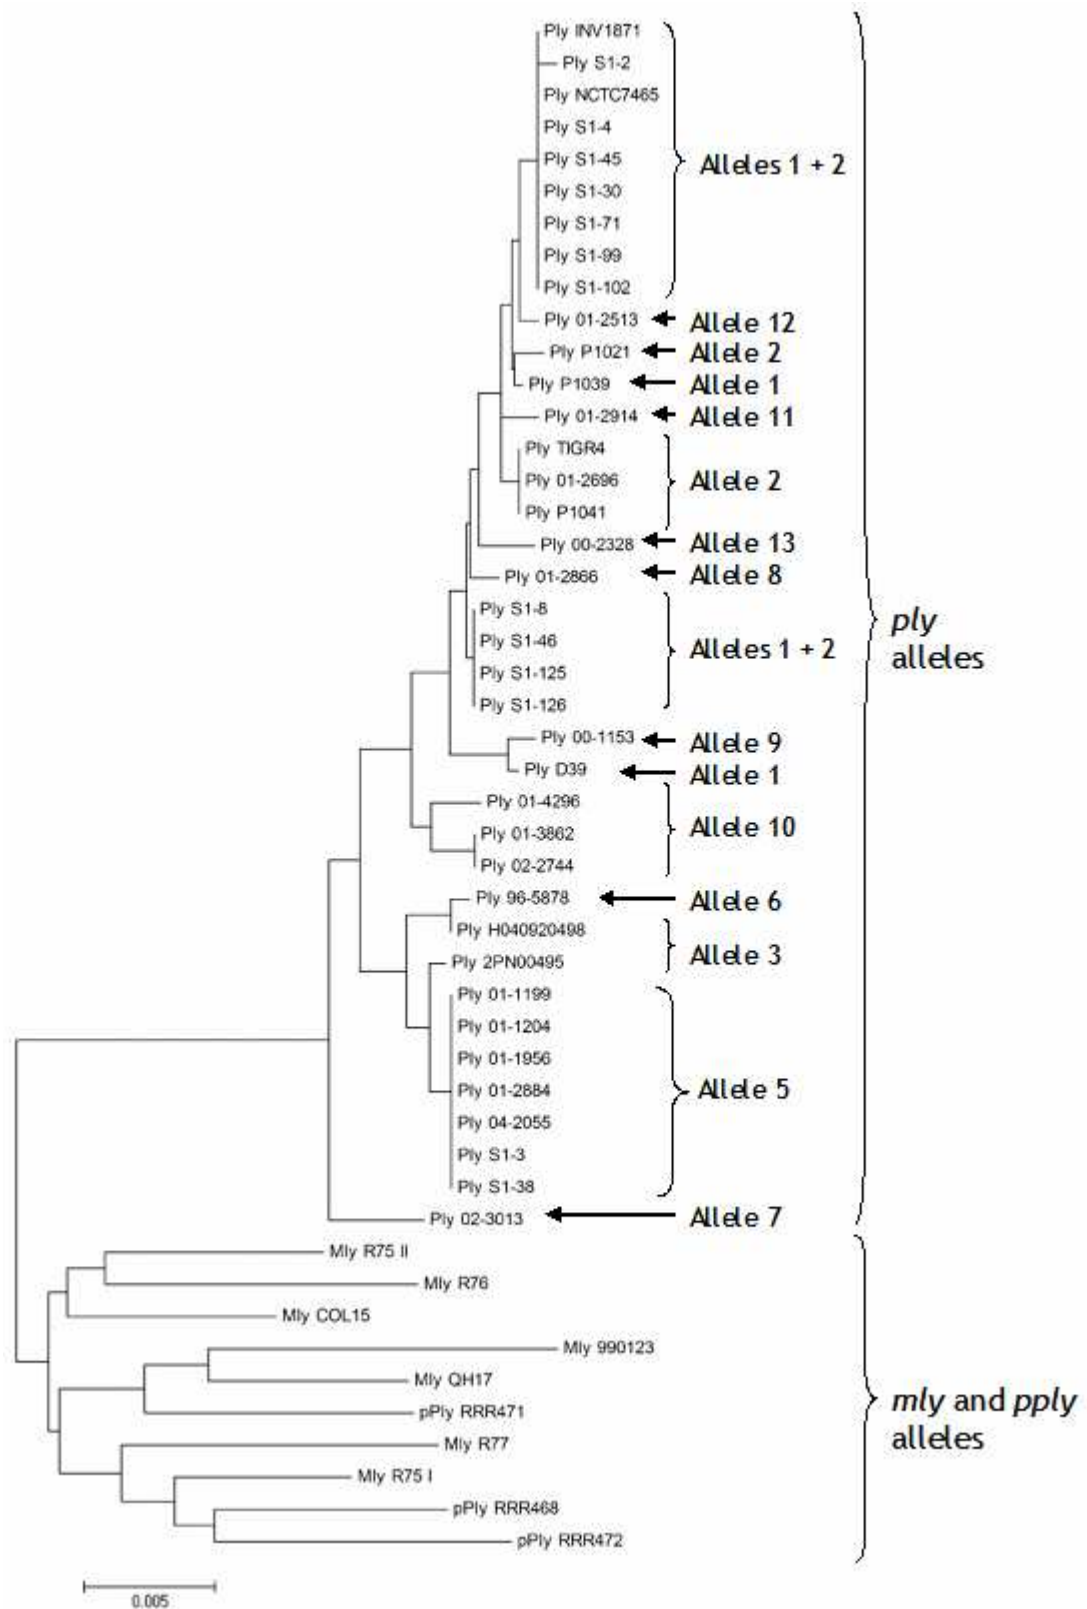 Ply INV1871
Ply S1-2
Ply NCTC7465
Ply S1-4
Ply S1-45
Alleles 1 + 2
Ply S1-30
Ply S1-71
Ply S1-99
Ply S1-102
Ply 01-2513 Allele 12
Ply P1021 Allele 2
Ply P1039 Allele 1
Ply 01-2914 Allele 11
Ply TIGR4
Ply 01-2696 Allele 2
Ply P1041
Ply 00-2328 Allele 13
Ply 01-2866 Allele 8
Ply S1-8
ply
alleles
Ply S1-46 Alleles 1 + 2
Ply S1-125
Ply S1-126
Ply 00-1153 Allele 9
Ply D39 Allele 1
Ply 01-4296
Ply 01-3862 Allele 10
Ply 02-2744
Ply 96-5878 Allele 6
Ply H040920498
Allele 3
Ply 2PN00495
Ply 01-1199
Ply 01-1204
Ply 01-1956
Ply 01-2884 Allele 5
Ply 04-2055
Ply S1-3
Ply S1-38
Ply 02-3013 Allele 7
Mly R75 II
Mly R76
Mly COL15
Mly 990123
Mly QH17
mly and pply
alleles
pPly RRR471
Mly R77
Mly R75 I
pPly RRR468
pPly RRR472
0.005